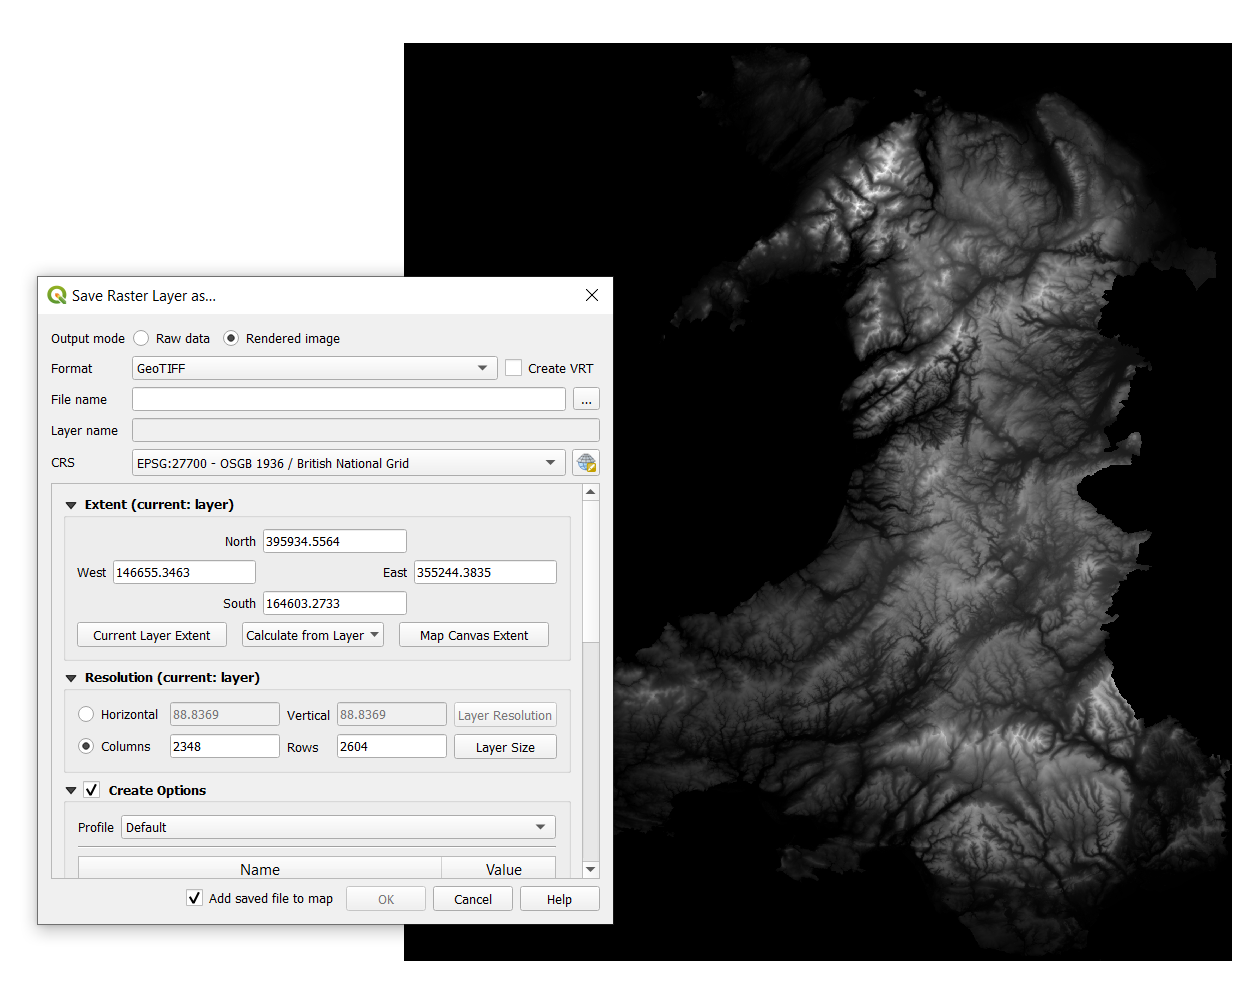 Save Raster Layer as...
Output mode Raw data Rendered image
Format GeoTIFF Create VRT
File name ...
Layer name
CRS EPSG:27700 - OSGB 1936 / British National Grid
Extent (current: layer)
North 395934.5564
West 146655.3463 East 355244.3835
South 164603.2733
Current Layer Extent Calculate from Layer Map Canvas Extent
Resolution (current: layer)
Horizontal 88.8369 Vertical 88.8369 Layer Resolution
Columns 2348 Rows 2604 Layer Size
Create Options
Profile Default
Name Value
Add saved file to map OK Cancel Help